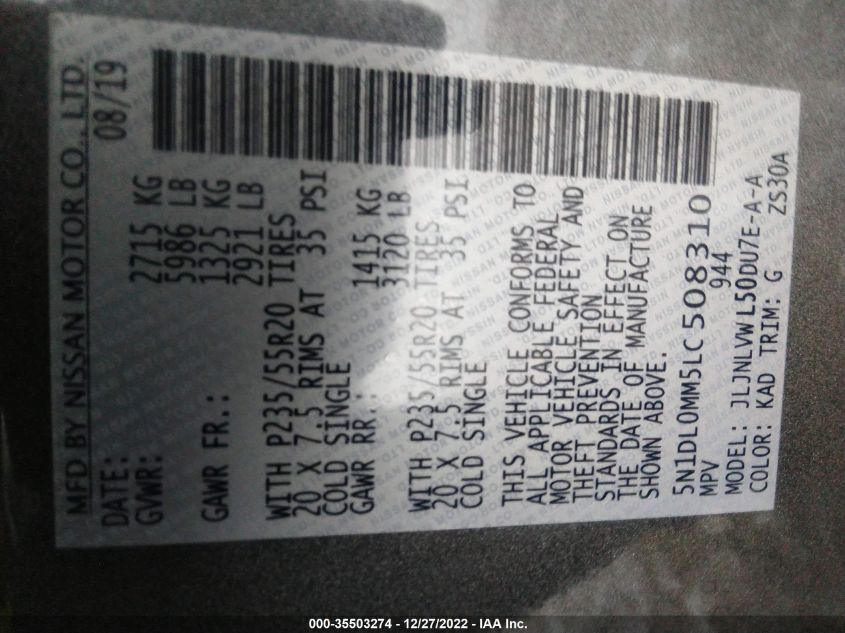 MFD BY NISSAN MOTOR CO., LTD.
DATE: 08/19
GVWR: 2715 KG
5986 LB
GAWR FR.: 1325 KG
2921 LB
WITH P235/55R20 TIRES
20 X 7.5 RIMS AT 35 PSI
COLD SINGLE
GAWR RR.: 1415 KG
3120 LB
WITH P235/55R20 TIRES
20 X 7.5 RIMS AT 35 PSI
COLD SINGLE
THIS VEHICLE CONFORMS TO
ALL APPLICABLE FEDERAL
MOTOR VEHICLE SAFETY AND
THEFT PREVENTION
STANDARDS IN EFFECT ON
THE DATE OF MANUFACTURE
SHOWN ABOVE.
5N1DL0MM5LC508310
MPV 944
MODEL: JLJNLVWL50DU7E-A-A
COLOR: KAD TRIM: G ZS30A
000-35503274 - 12/27/2022 - IAA Inc.